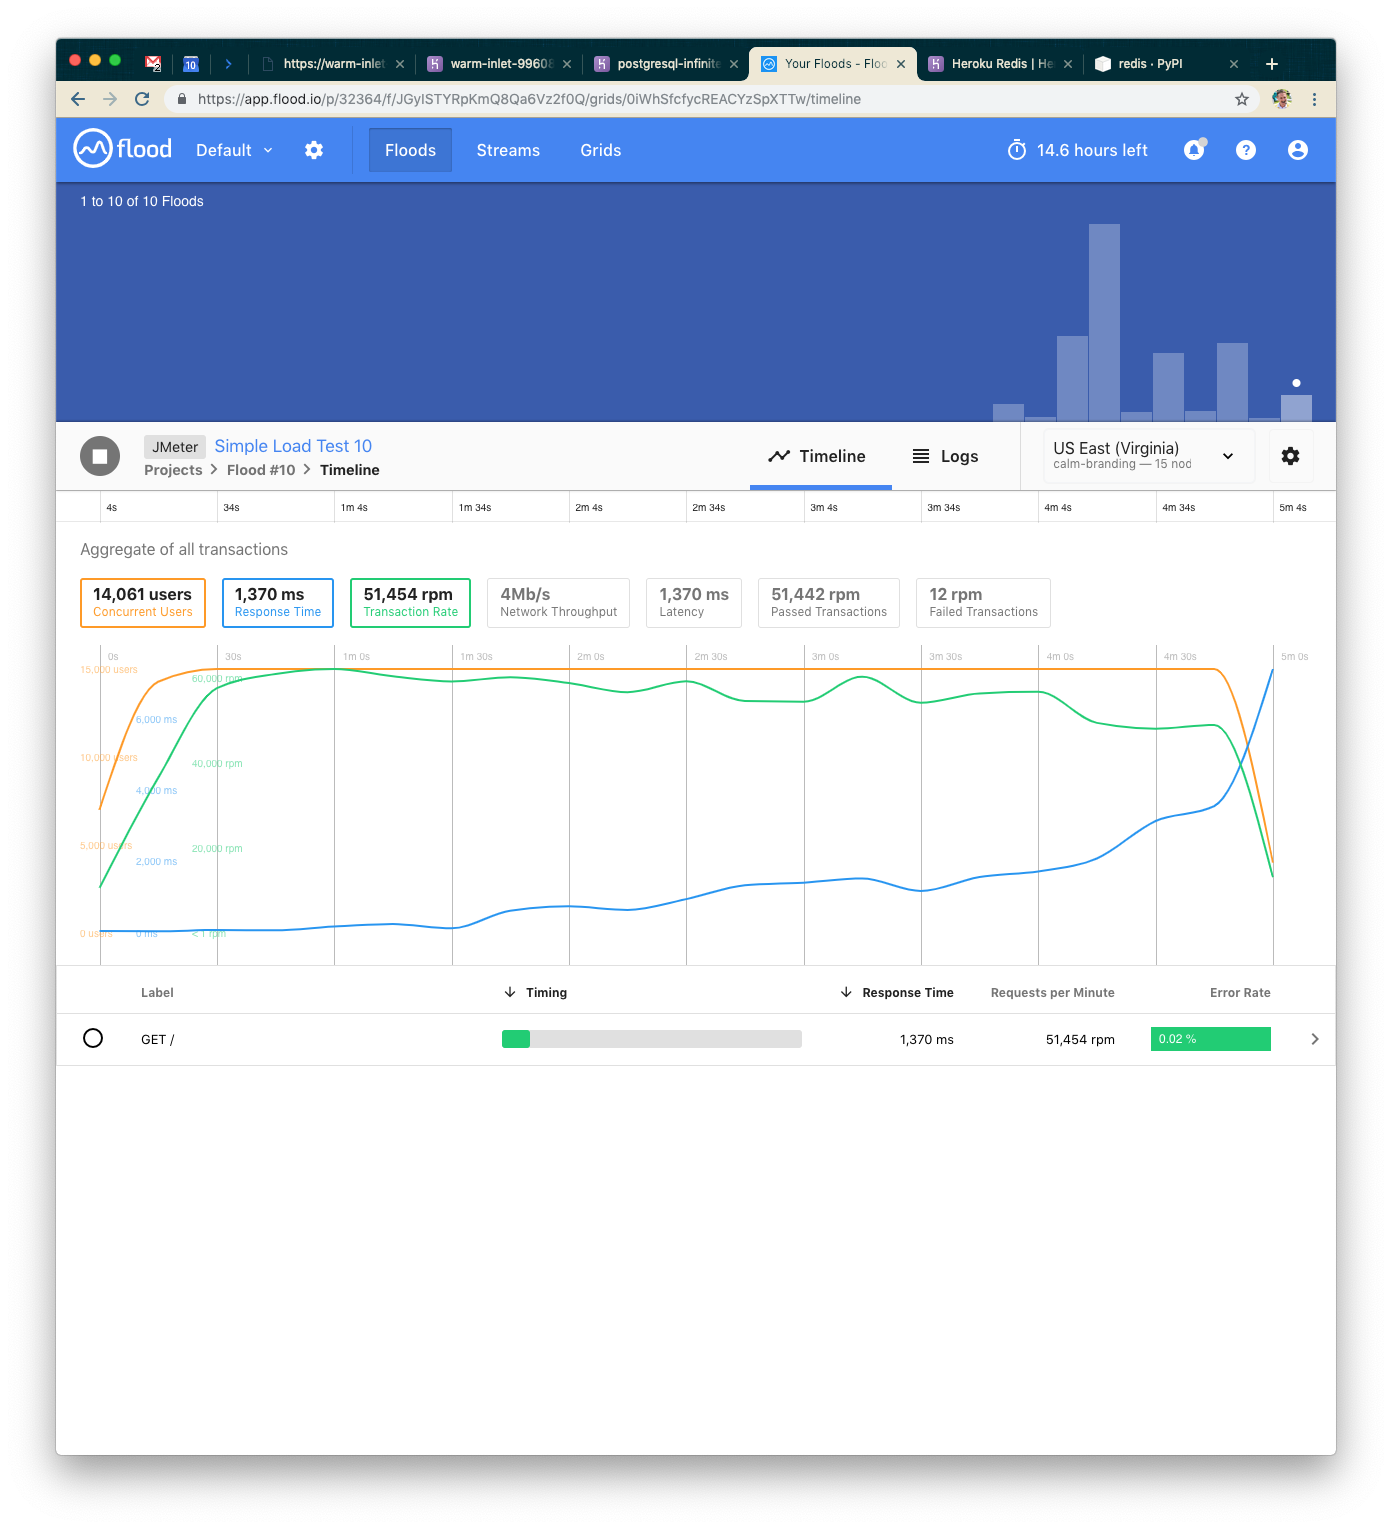 2
10
https://warm-inlet
warm-inlet-99608
postgresql-infinite
Your Floods - Floo
Heroku Redis | He
redis · PyPI
https://app.flood.io/p/32364/f/JGyISTYRpKmQ8Qa6Vz2f0Q/grids/0iWhSfcfycREACYzSpXTTw/timeline
flood
Default
Floods
Streams
Grids
14.6 hours left
1 to 10 of 10 Floods
JMeter Simple Load Test 10
Projects > Flood #10 > Timeline
Timeline
Logs
US East (Virginia)
calm-branding — 15 nod
4s 34s 1m 4s 1m 34s 2m 4s 2m 34s 3m 4s 3m 34s 4m 4s 4m 34s 5m 4s
Aggregate of all transactions
14,061 users
Concurrent Users
1,370 ms
Response Time
51,454 rpm
Transaction Rate
4Mb/s
Network Throughput
1,370 ms
Latency
51,442 rpm
Passed Transactions
12 rpm
Failed Transactions
0s 30s 1m 0s 1m 30s 2m 0s 2m 30s 3m 0s 3m 30s 4m 0s 4m 30s 5m 0s
15,000 users
60,000 rpm
6,000 ms
10,000 users
40,000 rpm
4,000 ms
5,000 users
20,000 rpm
2,000 ms
0 users
0 ms
< 1 rpm
Label Timing Response Time Requests per Minute Error Rate
GET / 1,370 ms 51,454 rpm 0.02 %